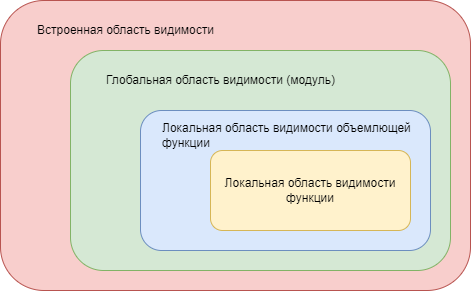 Встроенная область видимости
Глобальная область видимости (модуль)
Локальная область видимости объемлющей
функции
Локальная область видимости
функции